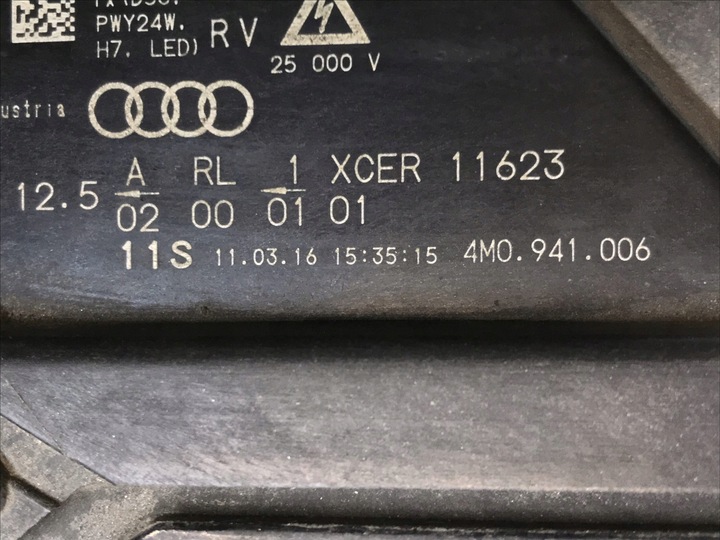 PWY24W.
H7. LED) RV
25 000 V
ustria
12.5 A RL 1 XCER 11623
02 00 01 01
11S 11.03.16 15:35:15 4M0.941.006